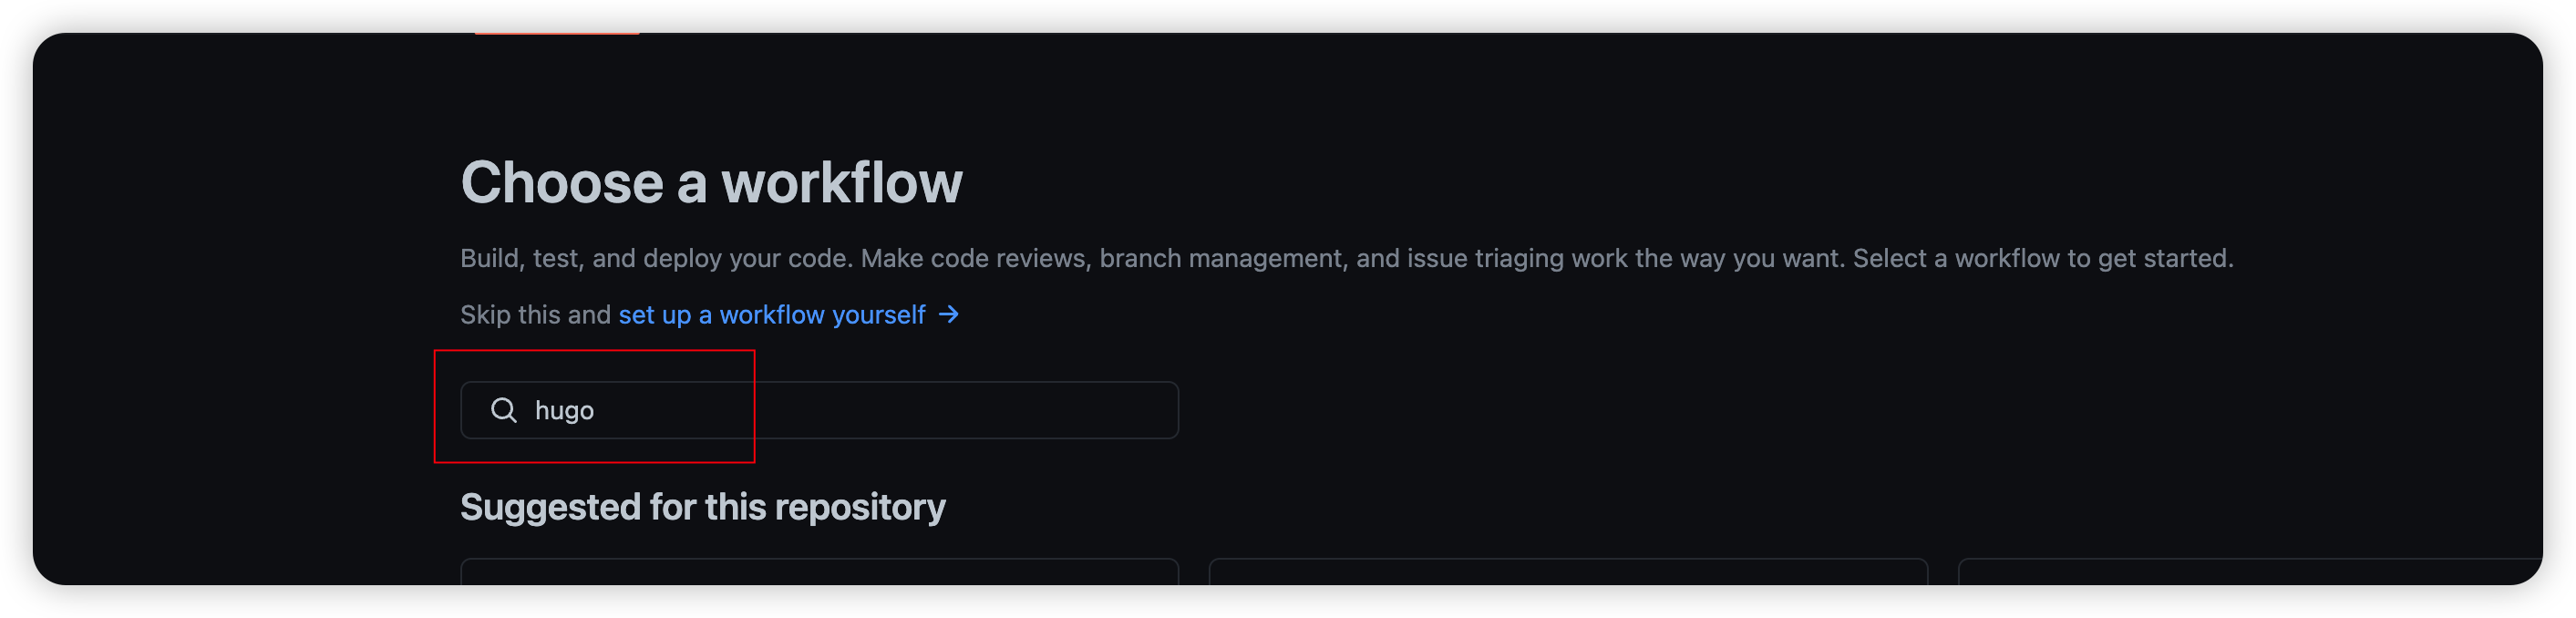 Choose a workflow
Build, test, and deploy your code. Make code reviews, branch management, and issue triaging work the way you want. Select a workflow to get started.
Skip this and set up a workflow yourself →
hugo
Suggested for this repository